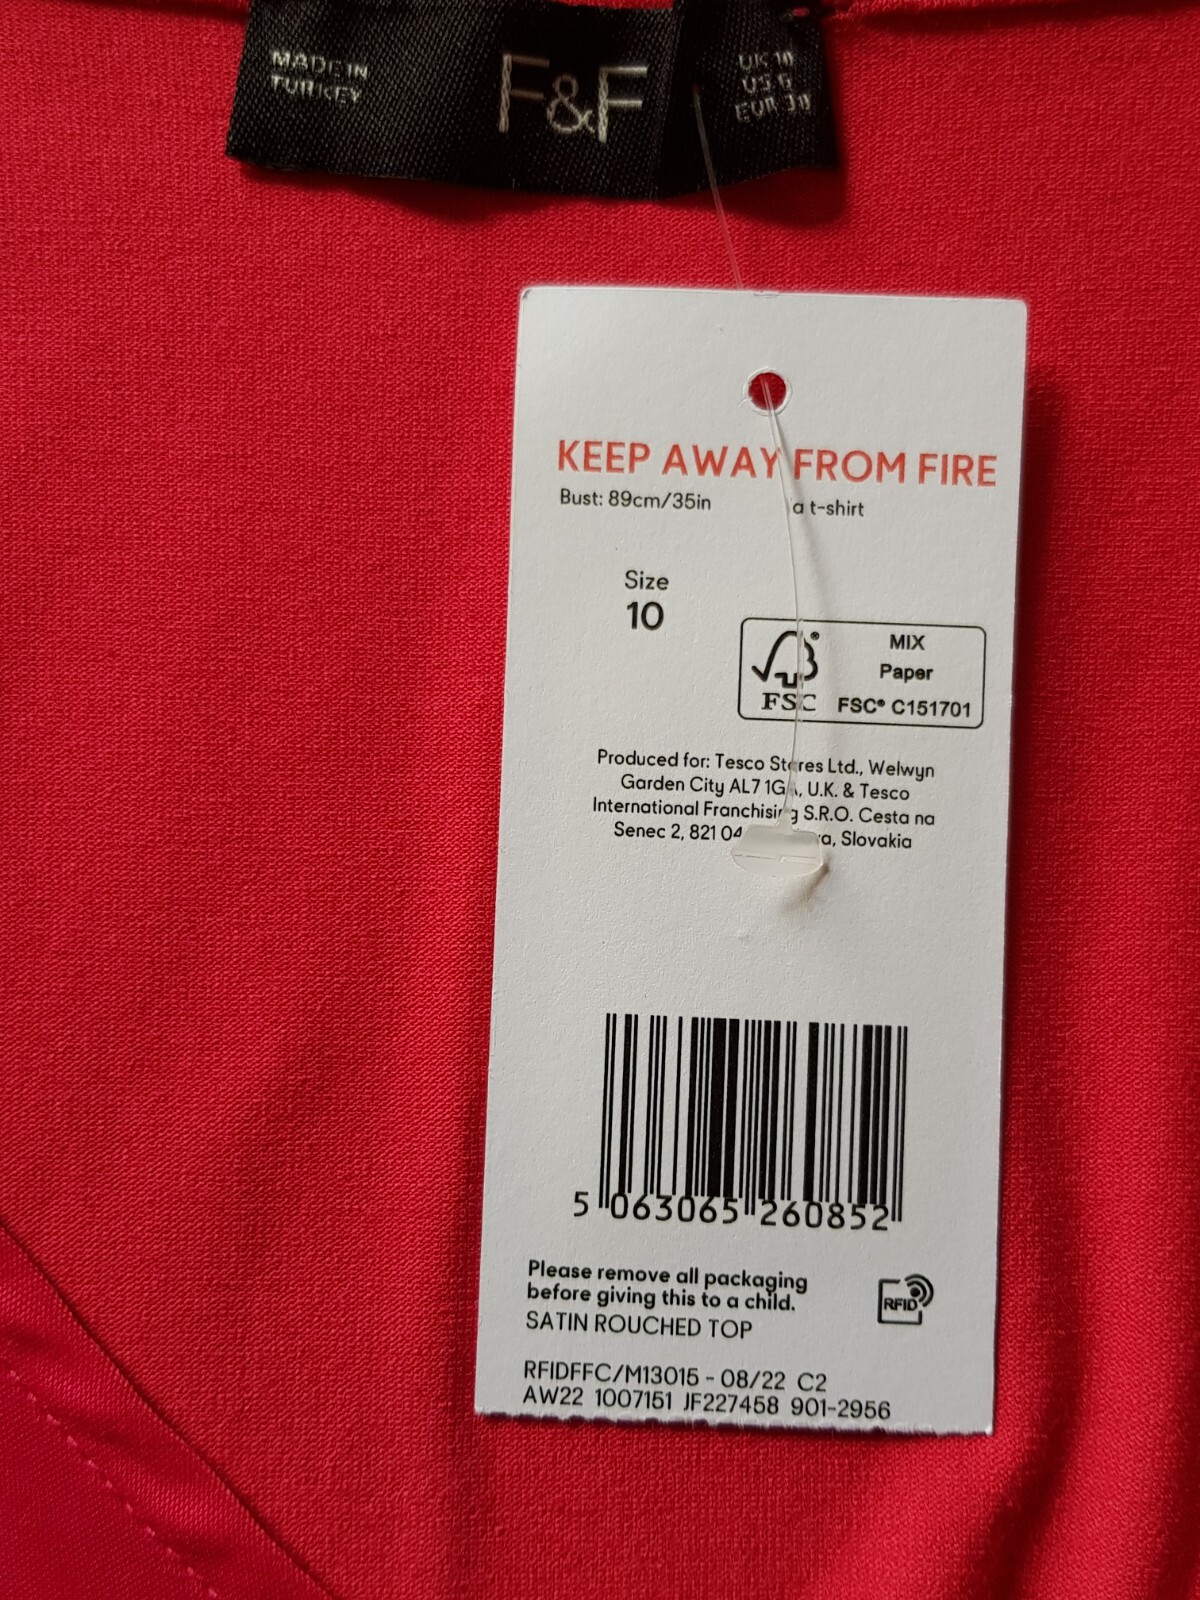 MADE IN
TURKEY
F&F
UK 10
US 6
EUR 38
KEEP AWAY FROM FIRE
Bust: 89cm/35in a t-shirt
Size
10
MIX
Paper
FSC
FSC® C151701
Produced for: Tesco Stores Ltd., Welwyn
Garden City AL7 1GA, U.K. & Tesco
International Franchising S.R.O. Cesta na
Senec 2, 821 04 Slovakia
5 063065 260852
Please remove all packaging
before giving this to a child.
RFID
SATIN ROUCHED TOP
RFIDFFC/M13015 - 08/22 C2
AW22 1007151 JF227458 901-2956